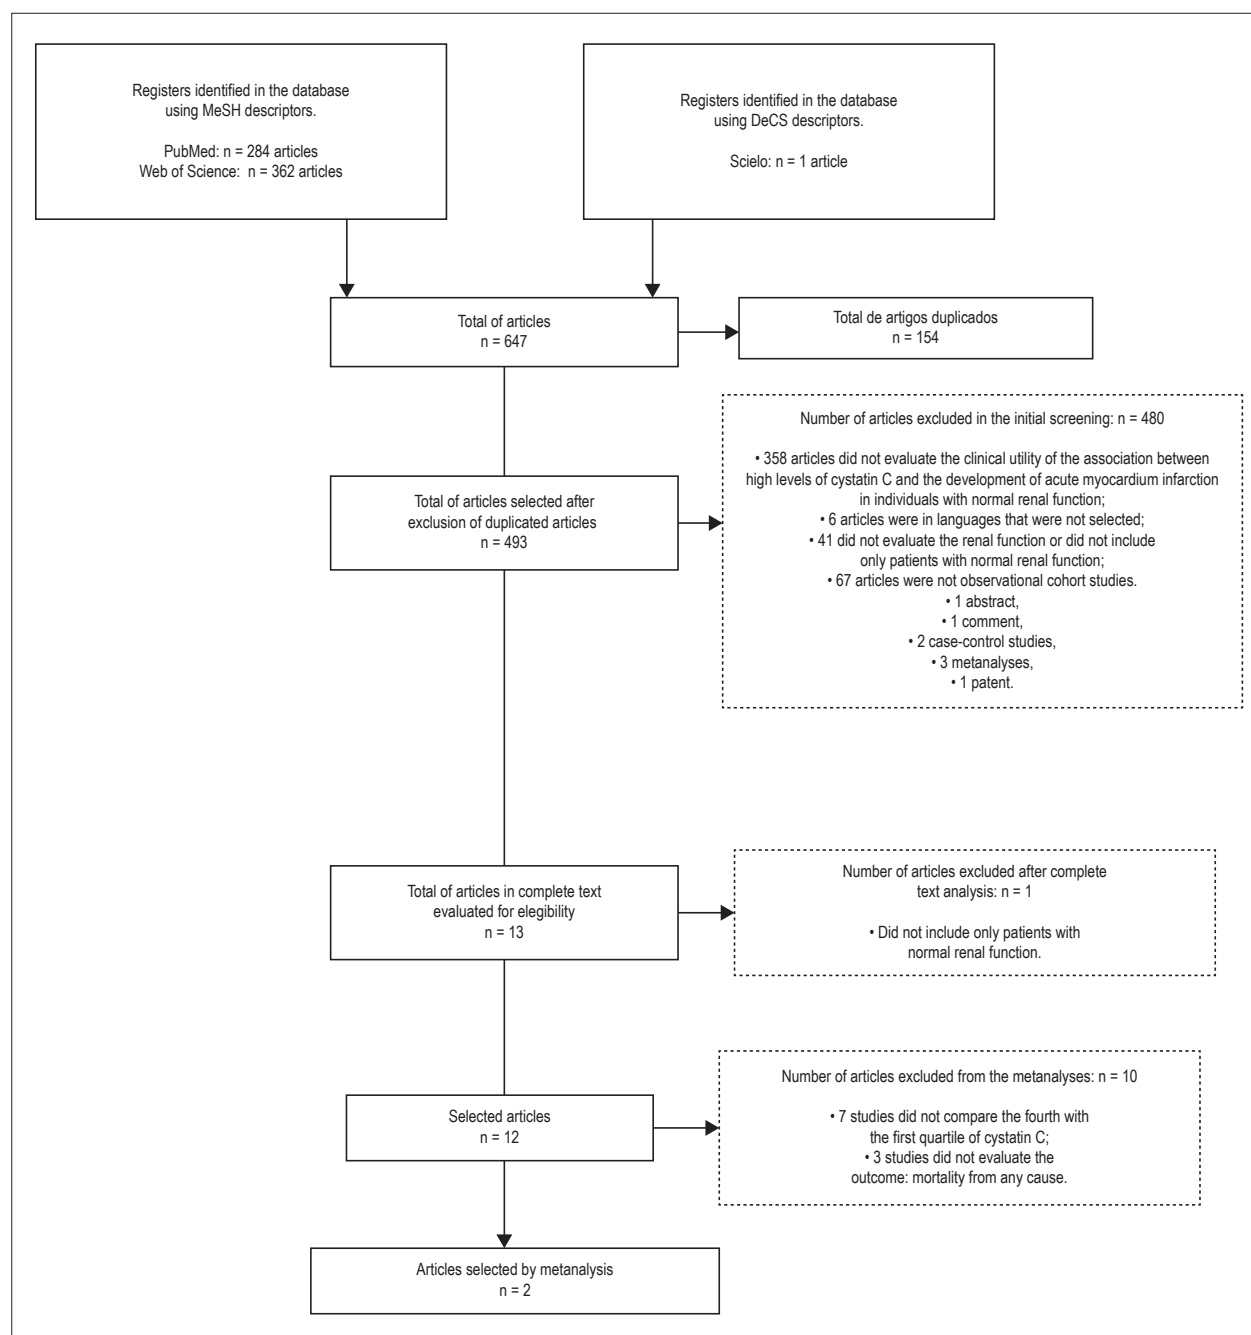 Registers identified in the database
using MeSH descriptors.
PubMed: n = 284 articles
Web of Science: n = 362 articles
Registers identified in the database
using DeCS descriptors.
Scielo: n = 1 article
Total of articles
n = 647
Total de artigos duplicados
n = 154
Number of articles excluded in the initial screening: n = 480
• 358 articles did not evaluate the clinical utility of the association between
high levels of cystatin C and the development of acute myocardium infarction
in individuals with normal renal function;
• 6 articles were in languages that were not selected;
• 41 did not evaluate the renal function or did not include
only patients with normal renal function;
• 67 articles were not observational cohort studies.
• 1 abstract,
• 1 comment,
• 2 case-control studies,
• 3 metanalyses,
• 1 patent.
Total of articles selected after
exclusion of duplicated articles
n = 493
Total of articles in complete text
evaluated for elegibility
n = 13
Number of articles excluded after complete
text analysis: n = 1
• Did not include only patients with
normal renal function.
Selected articles
n = 12
Number of articles excluded from the metanalyses: n = 10
• 7 studies did not compare the fourth with
the first quartile of cystatin C;
• 3 studies did not evaluate the
outcome: mortality from any cause.
Articles selected by metanalysis
n = 2